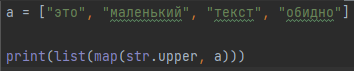 a = ["это", "маленький", "текст", "обидно"]
print(list(map(str.upper, a)))